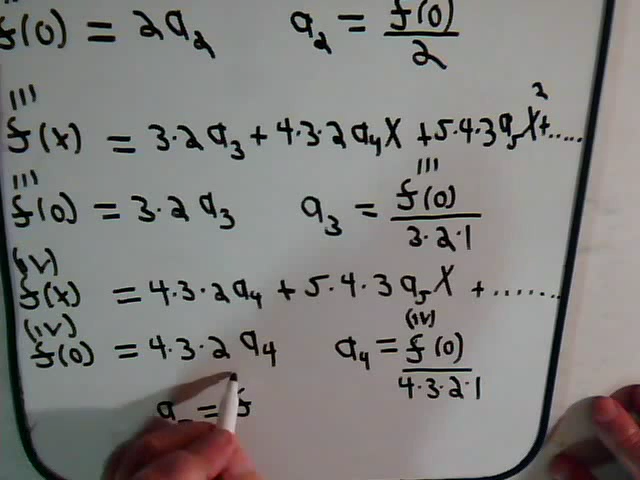 f(0) = 2a₂ a₂ = f(0)/2
f'''(x) = 3·2a₃ + 4·3·2a₄x + 5·4·3a₅x² + .....
f'''(0) = 3·2a₃ a₃ = f'''(0)/3·2·1
f⁽ⁱᵛ⁾(x) = 4·3·2a₄ + 5·4·3a₅x + ......
f⁽ⁱᵛ⁾(0) = 4·3·2a₄ a₄ = f⁽ⁱᵛ⁾(0)/4·3·2·1
a = f